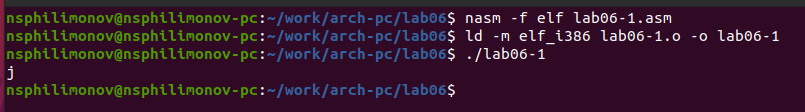 nsphilimonov@nsphilimonov-pc:~/work/arch-pc/lab06$ nasm -f elf lab06-1.asm
nsphilimonov@nsphilimonov-pc:~/work/arch-pc/lab06$ ld -m elf_i386 lab06-1.o -o lab06-1
nsphilimonov@nsphilimonov-pc:~/work/arch-pc/lab06$ ./lab06-1
j
nsphilimonov@nsphilimonov-pc:~/work/arch-pc/lab06$